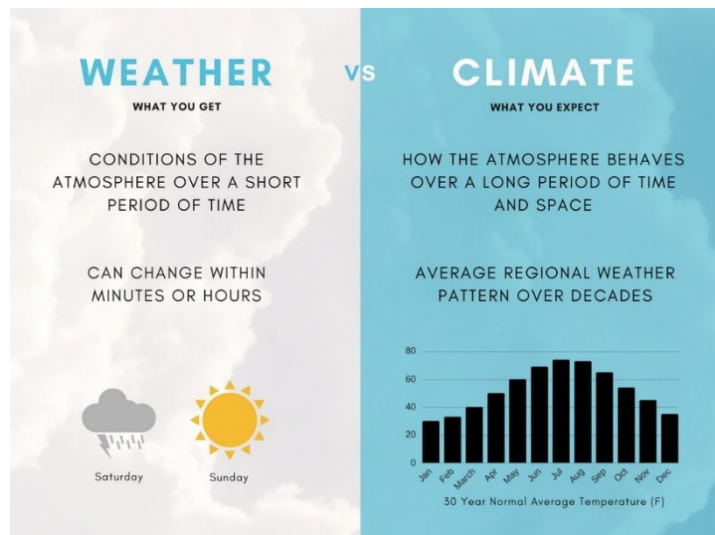 WEATHER
vs
CLIMATE
WHAT YOU GET
WHAT YOU EXPECT
CONDITIONS OF THE
ATMOSPHERE OVER A SHORT
PERIOD OF TIME
HOW THE ATMOSPHERE BEHAVES
OVER A LONG PERIOD OF TIME
AND SPACE
CAN CHANGE WITHIN
MINUTES OR HOURS
AVERAGE REGIONAL WEATHER
PATTERN OVER DECADES
Saturday
Sunday
80
60
40
20
0
Jan
Feb
March
Apr
May
Jun
Jul
Aug
Sep
Oct
Nov
Dec
30 Year Normal Average Temperature (F)